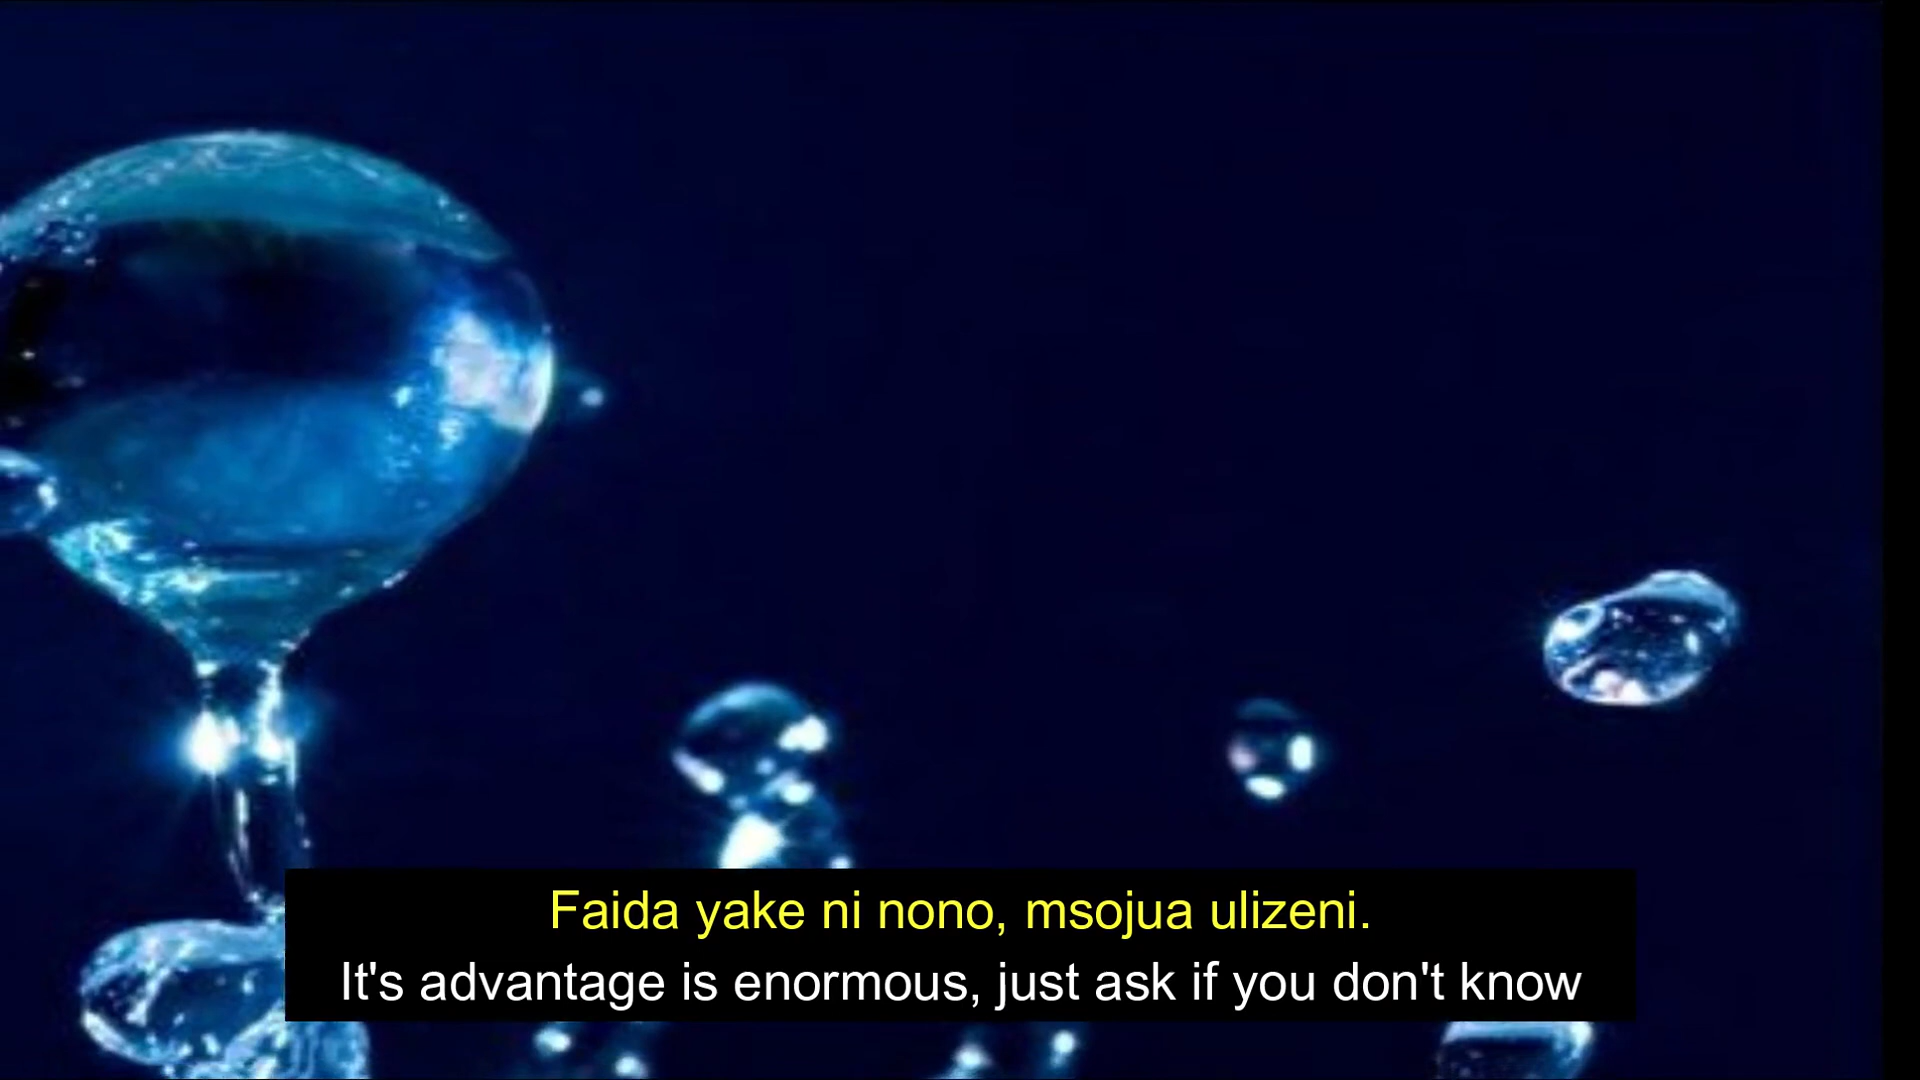 Faida yake ni nono, msojua ulizeni.
It's advantage is enormous, just ask if you don't know